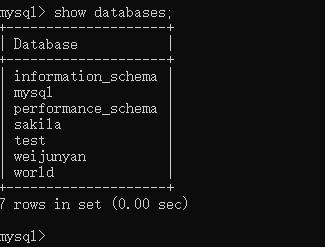 mysql> show databases;
+--------------------+
| Database           |
+--------------------+
| information_schema |
| mysql              |
| performance_schema |
| sakila             |
| test               |
| weijunyan          |
| world              |
+--------------------+
7 rows in set (0.00 sec)
mysql>